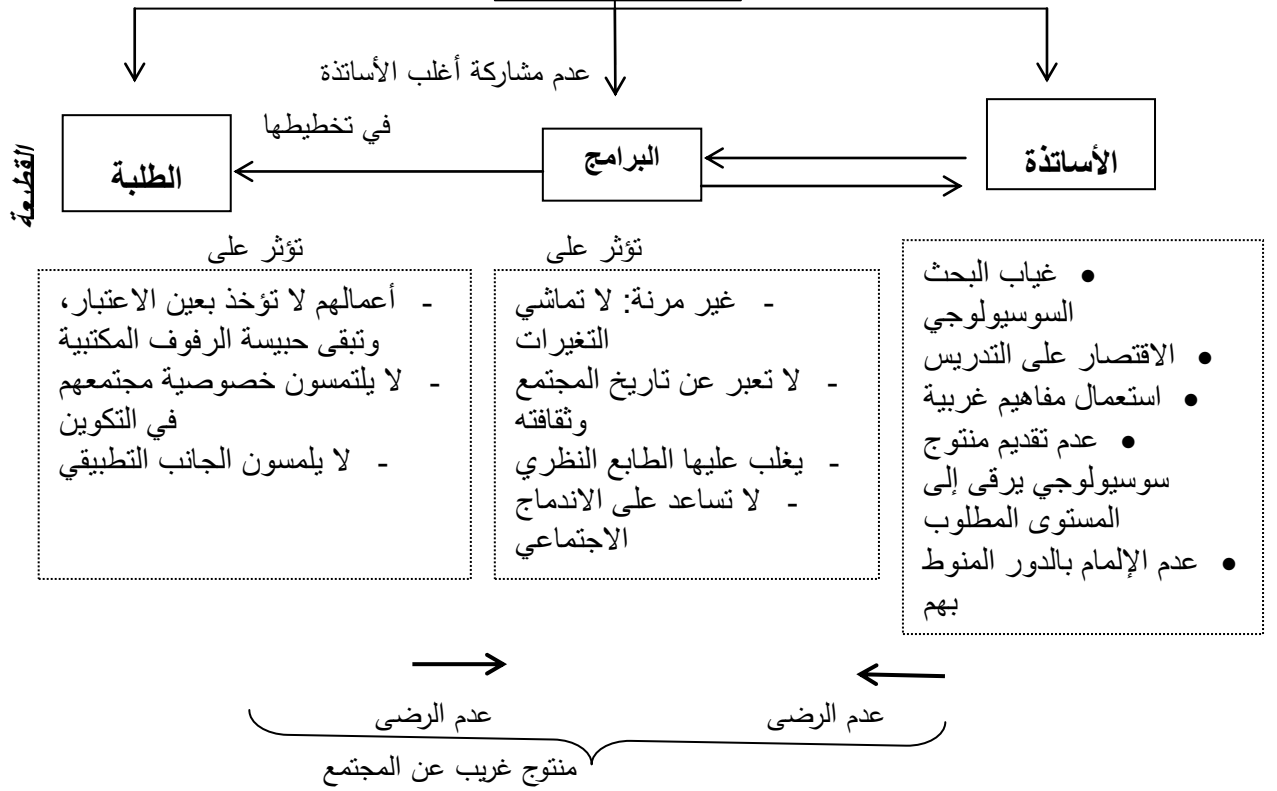 عدم مشاركة أغلب الأساتذة
في تخطيطها
الأساتذة
البرامج
الطلبة
القطيعة
تؤثر على
تؤثر على
• غياب البحث
السوسيولوجي
• الاقتصار على التدريس
• استعمال مفاهيم غربية
• عدم تقديم منتوج
سوسيولوجي يرقى إلى
المستوى المطلوب
• عدم الإلمام بالدور المنوط
بهم
- غير مرنة: لا تماشي
التغيرات
- لا تعبر عن تاريخ المجتمع
وثقافته
- يغلب عليها الطابع النظري
- لا تساعد على الاندماج
الاجتماعي
- أعمالهم لا تؤخذ بعين الاعتبار،
وتبقى حبيسة الرفوف المكتبية
- لا يلتمسون خصوصية مجتمعهم
في التكوين
- لا يلمسون الجانب التطبيقي
عدم الرضى
عدم الرضى
منتوج غريب عن المجتمع